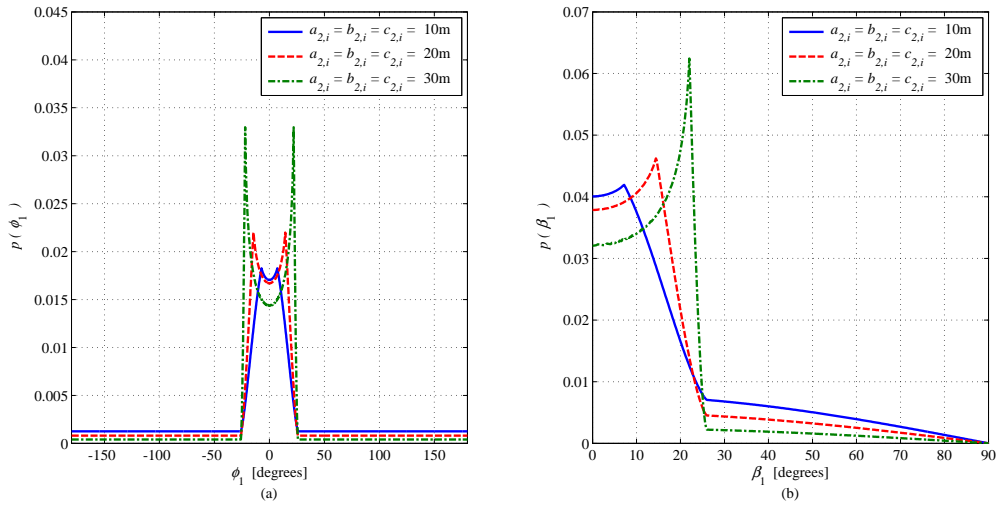 0.045
0.04
0.035
0.03
0.025
0.02
0.015
0.01
0.005
0
-150 -100 -50 0 50 100 150
p ( ϕ1 )
ϕ1 [degrees]
(a)
a2,i = b2,i = c2,i = 10m
a2,i = b2,i = c2,i = 20m
a2,i = b2,i = c2,i = 30m
0.07
0.06
0.05
0.04
0.03
0.02
0.01
0
0 10 20 30 40 50 60 70 80 90
p ( β1 )
β1 [degrees]
(b)
a2,i = b2,i = c2,i = 10m
a2,i = b2,i = c2,i = 20m
a2,i = b2,i = c2,i = 30m